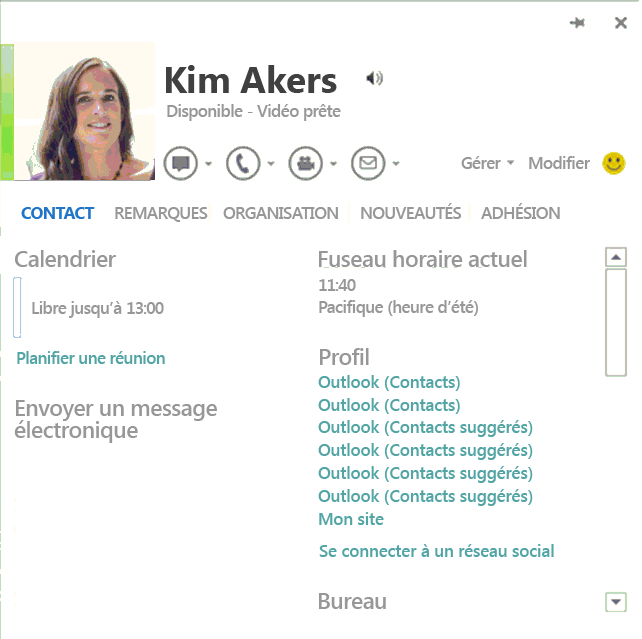 Kim Akers
Disponible - Vidéo prête
Gérer Modifier
CONTACT REMARQUES ORGANISATION NOUVEAUTÉS ADHÉSION
Calendrier
Libre jusqu'à 13:00
Planifier une réunion
Envoyer un message
électronique
Fuseau horaire actuel
11:40
Pacifique (heure d'été)
Profil
Outlook (Contacts)
Outlook (Contacts)
Outlook (Contacts suggérés)
Outlook (Contacts suggérés)
Outlook (Contacts suggérés)
Outlook (Contacts suggérés)
Mon site
Se connecter à un réseau social
Bureau